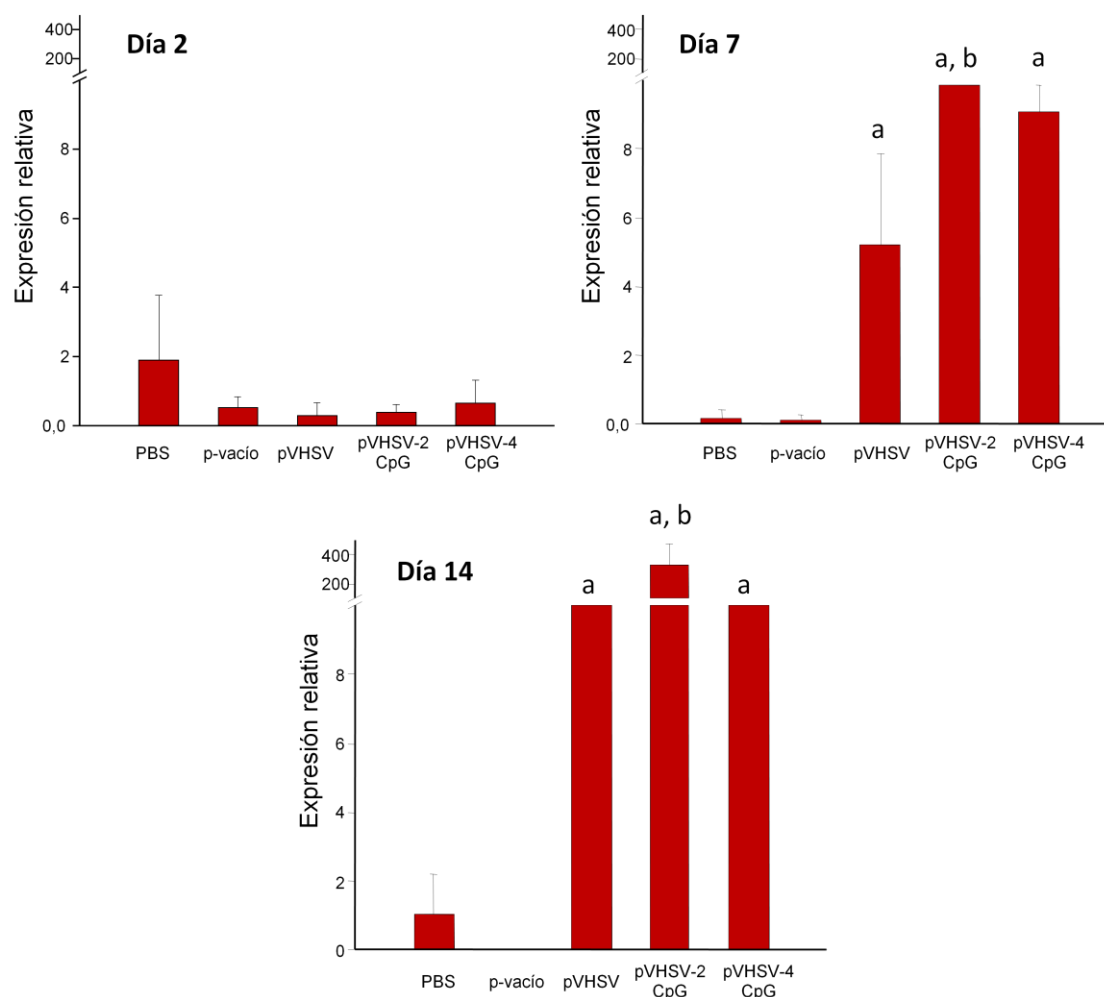 Día 2
400
200
8
6
4
2
0,0
Expresión relativa
PBS
p-vacío
pVHSV
pVHSV-2
CpG
pVHSV-4
CpG
Día 7
400
200
8
6
4
2
0,0
Expresión relativa
a
a, b
a
PBS
p-vacío
pVHSV
pVHSV-2
CpG
pVHSV-4
CpG
Día 14
400
200
8
6
4
2
0
Expresión relativa
a
a, b
a
PBS
p-vacío
pVHSV
pVHSV-2
CpG
pVHSV-4
CpG